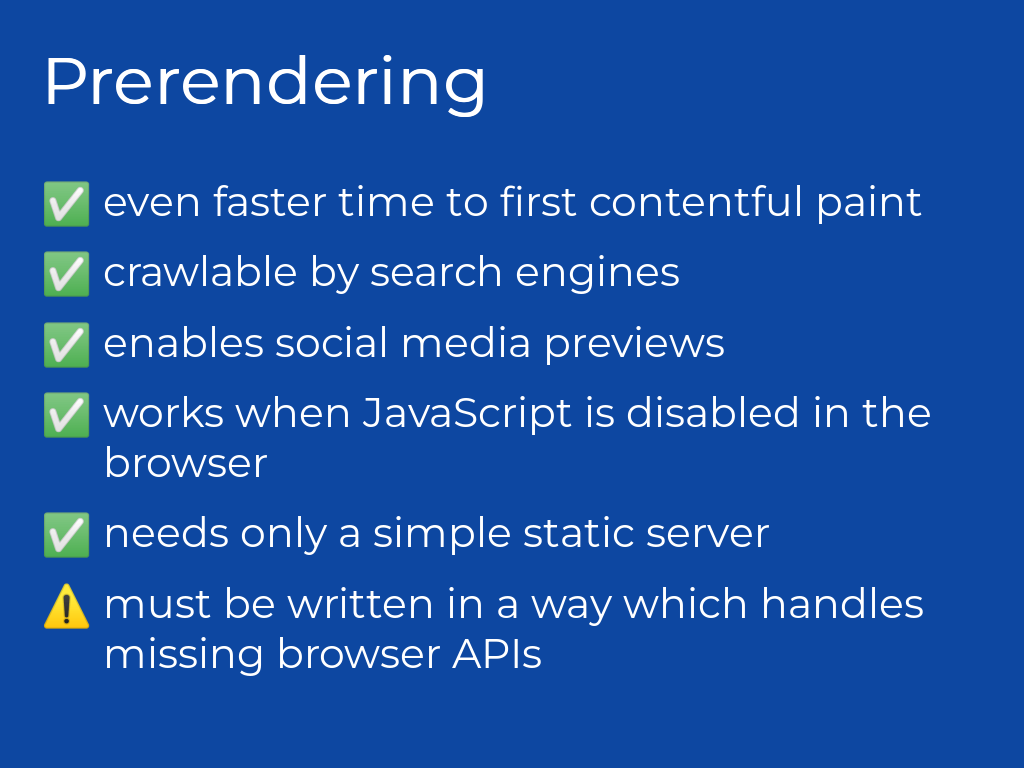 Prerendering
✅ even faster time to first contentful paint
✅ crawlable by search engines
✅ enables social media previews
✅ works when JavaScript is disabled in the
browser
✅ needs only a simple static server
⚠️ must be written in a way which handles
missing browser APIs